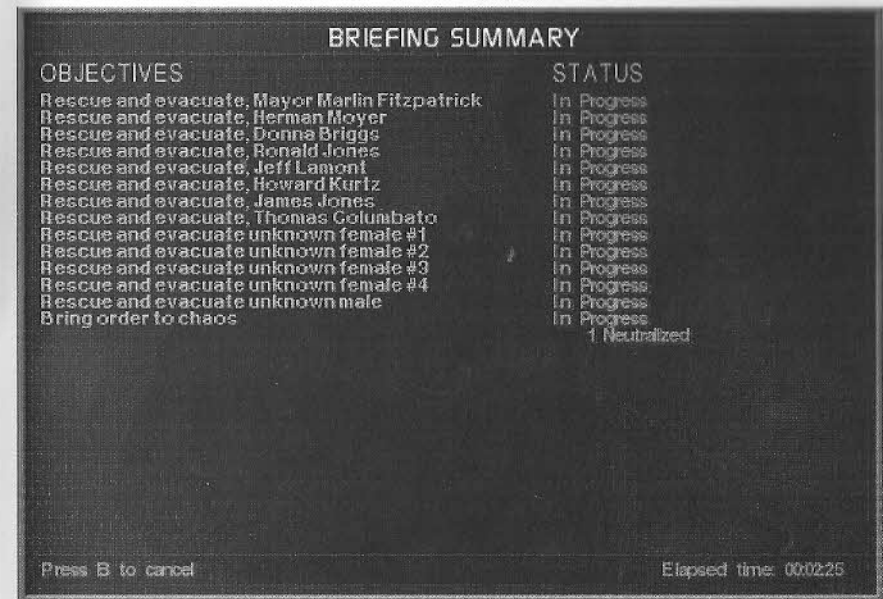 BRIEFING SUMMARY
OBJECTIVES STATUS
Rescue and evacuate, Mayor Marlin Fitzpatrick In Progress
Rescue and evacuate, Herman Moyer In Progress
Rescue and evacuate, Donna Briggs In Progress
Rescue and evacuate, Ronald Jones In Progress
Rescue and evacuate, Jeff Lamont In Progress
Rescue and evacuate, Howard Kurtz In Progress
Rescue and evacuate, James Jones In Progress
Rescue and evacuate, Thomas Columbato In Progress
Rescue and evacuate unknown female #1 In Progress
Rescue and evacuate unknown female #2 In Progress
Rescue and evacuate unknown female #3 In Progress
Rescue and evacuate unknown female #4 In Progress
Rescue and evacuate unknown male In Progress
Bring order to chaos In Progress
1 Neutralized
Press B to cancel Elapsed time: 00:02:25